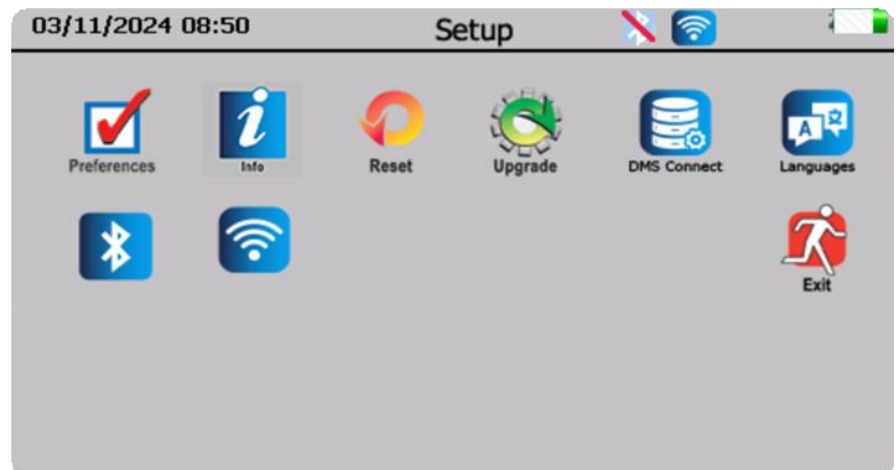 03/11/2024 08:50 Setup
Preferences Info Reset Upgrade DMS Connect A Languages
Exit